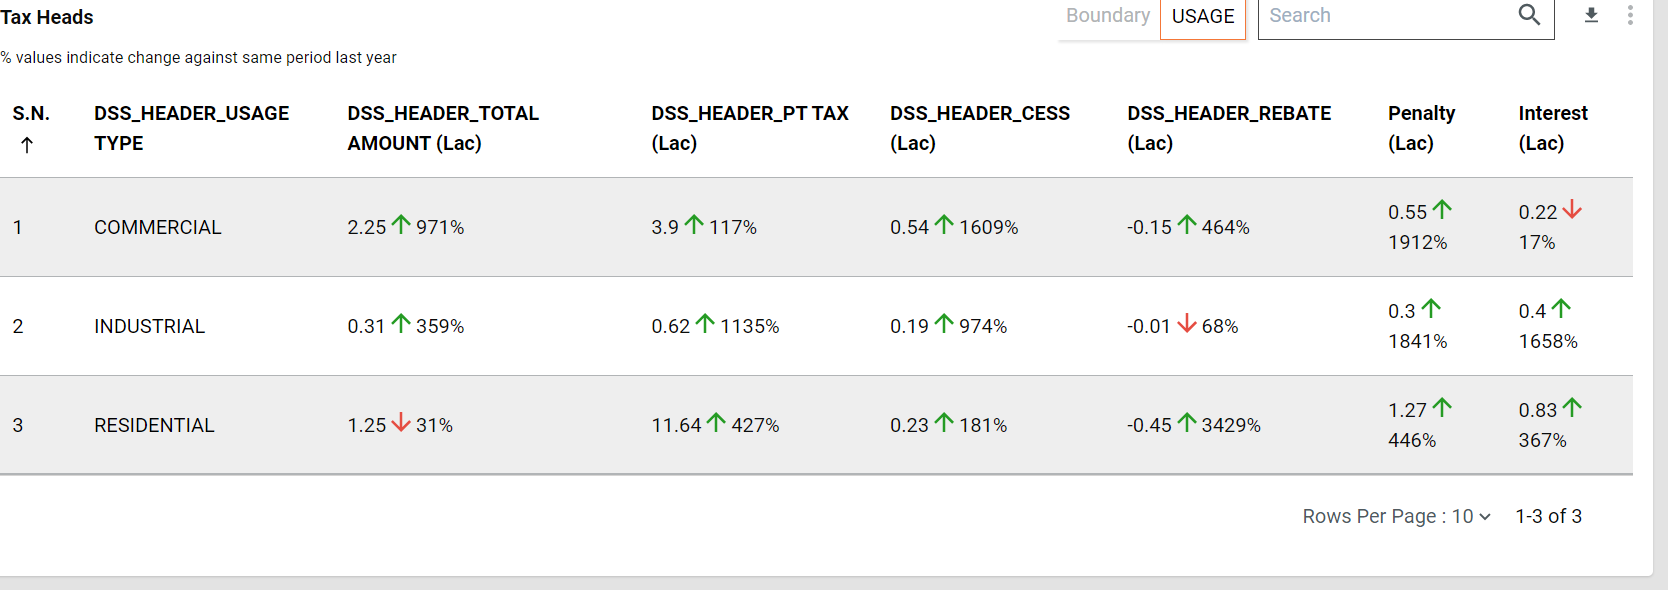 Tax Heads
Boundary USAGE Search
% values indicate change against same period last year
S.N. DSS_HEADER_USAGE TYPE DSS_HEADER_TOTAL AMOUNT (Lac) DSS_HEADER_PT TAX (Lac) DSS_HEADER_CESS (Lac) DSS_HEADER_REBATE (Lac) Penalty (Lac) Interest (Lac)
1 COMMERCIAL 2.25 971% 3.9 117% 0.54 1609% -0.15 464% 0.55 1912% 0.22 17%
2 INDUSTRIAL 0.31 359% 0.62 1135% 0.19 974% -0.01 68% 0.3 1841% 0.4 1658%
3 RESIDENTIAL 1.25 31% 11.64 427% 0.23 181% -0.45 3429% 1.27 446% 0.83 367%
Rows Per Page : 10 1-3 of 3